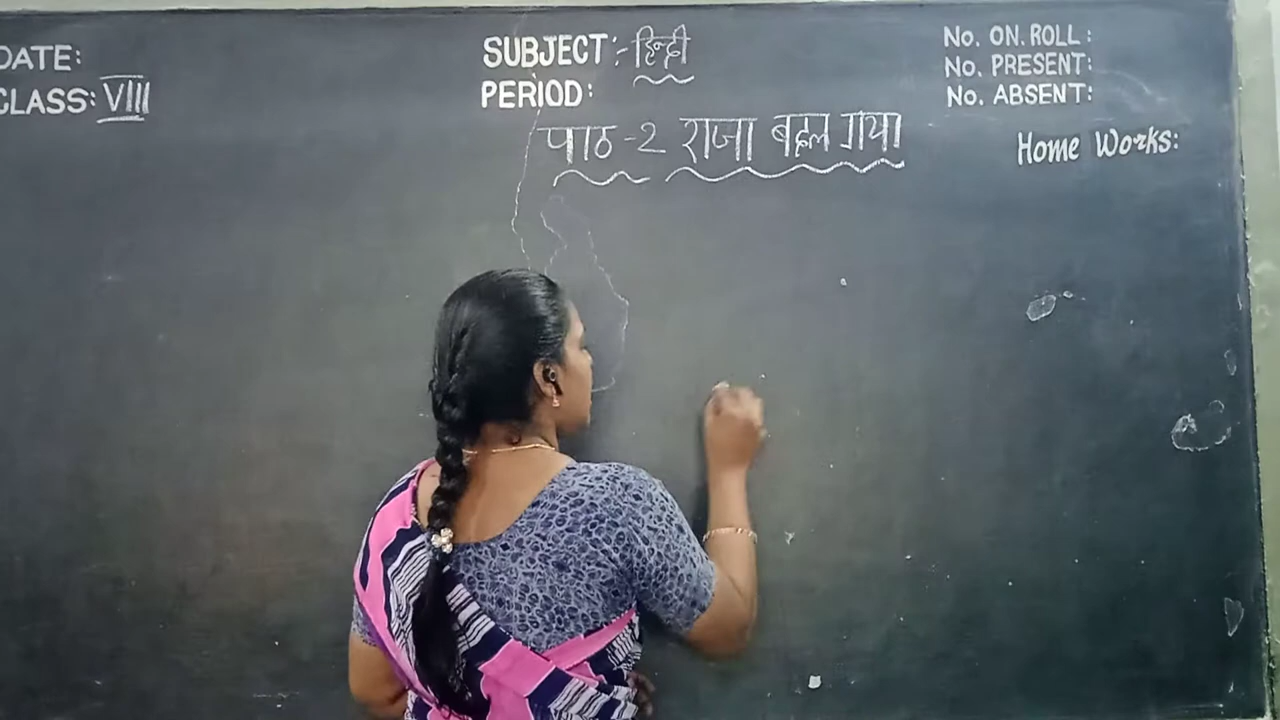 DATE:
CLASS: VIII
SUBJECT:- हिन्दी
PERIOD:
No. ON. ROLL:
No. PRESENT:
No. ABSENT:
Home Works:
पाठ -2 राजा बदल गया